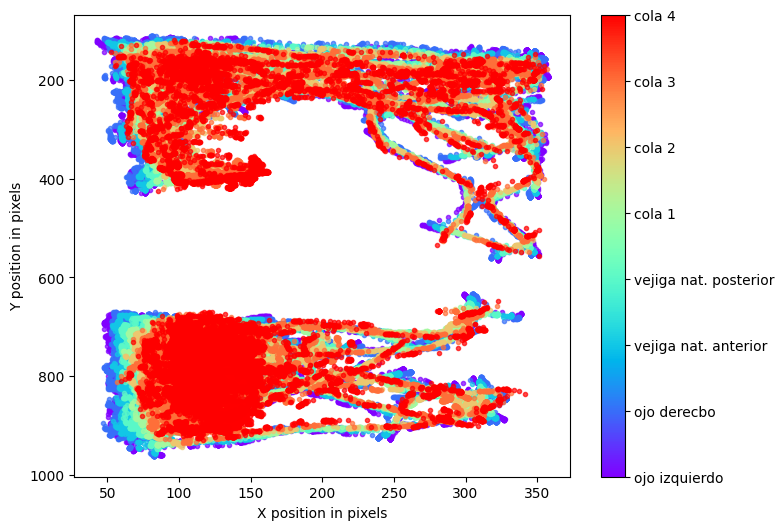 200
400
600
800
1000
Y position in pixels
50
100
150
200
250
300
350
X position in pixels
cola 4
cola 3
cola 2
cola 1
vejiga nat. posterior
vejiga nat. anterior
ojo derecbo
ojo izquierdo